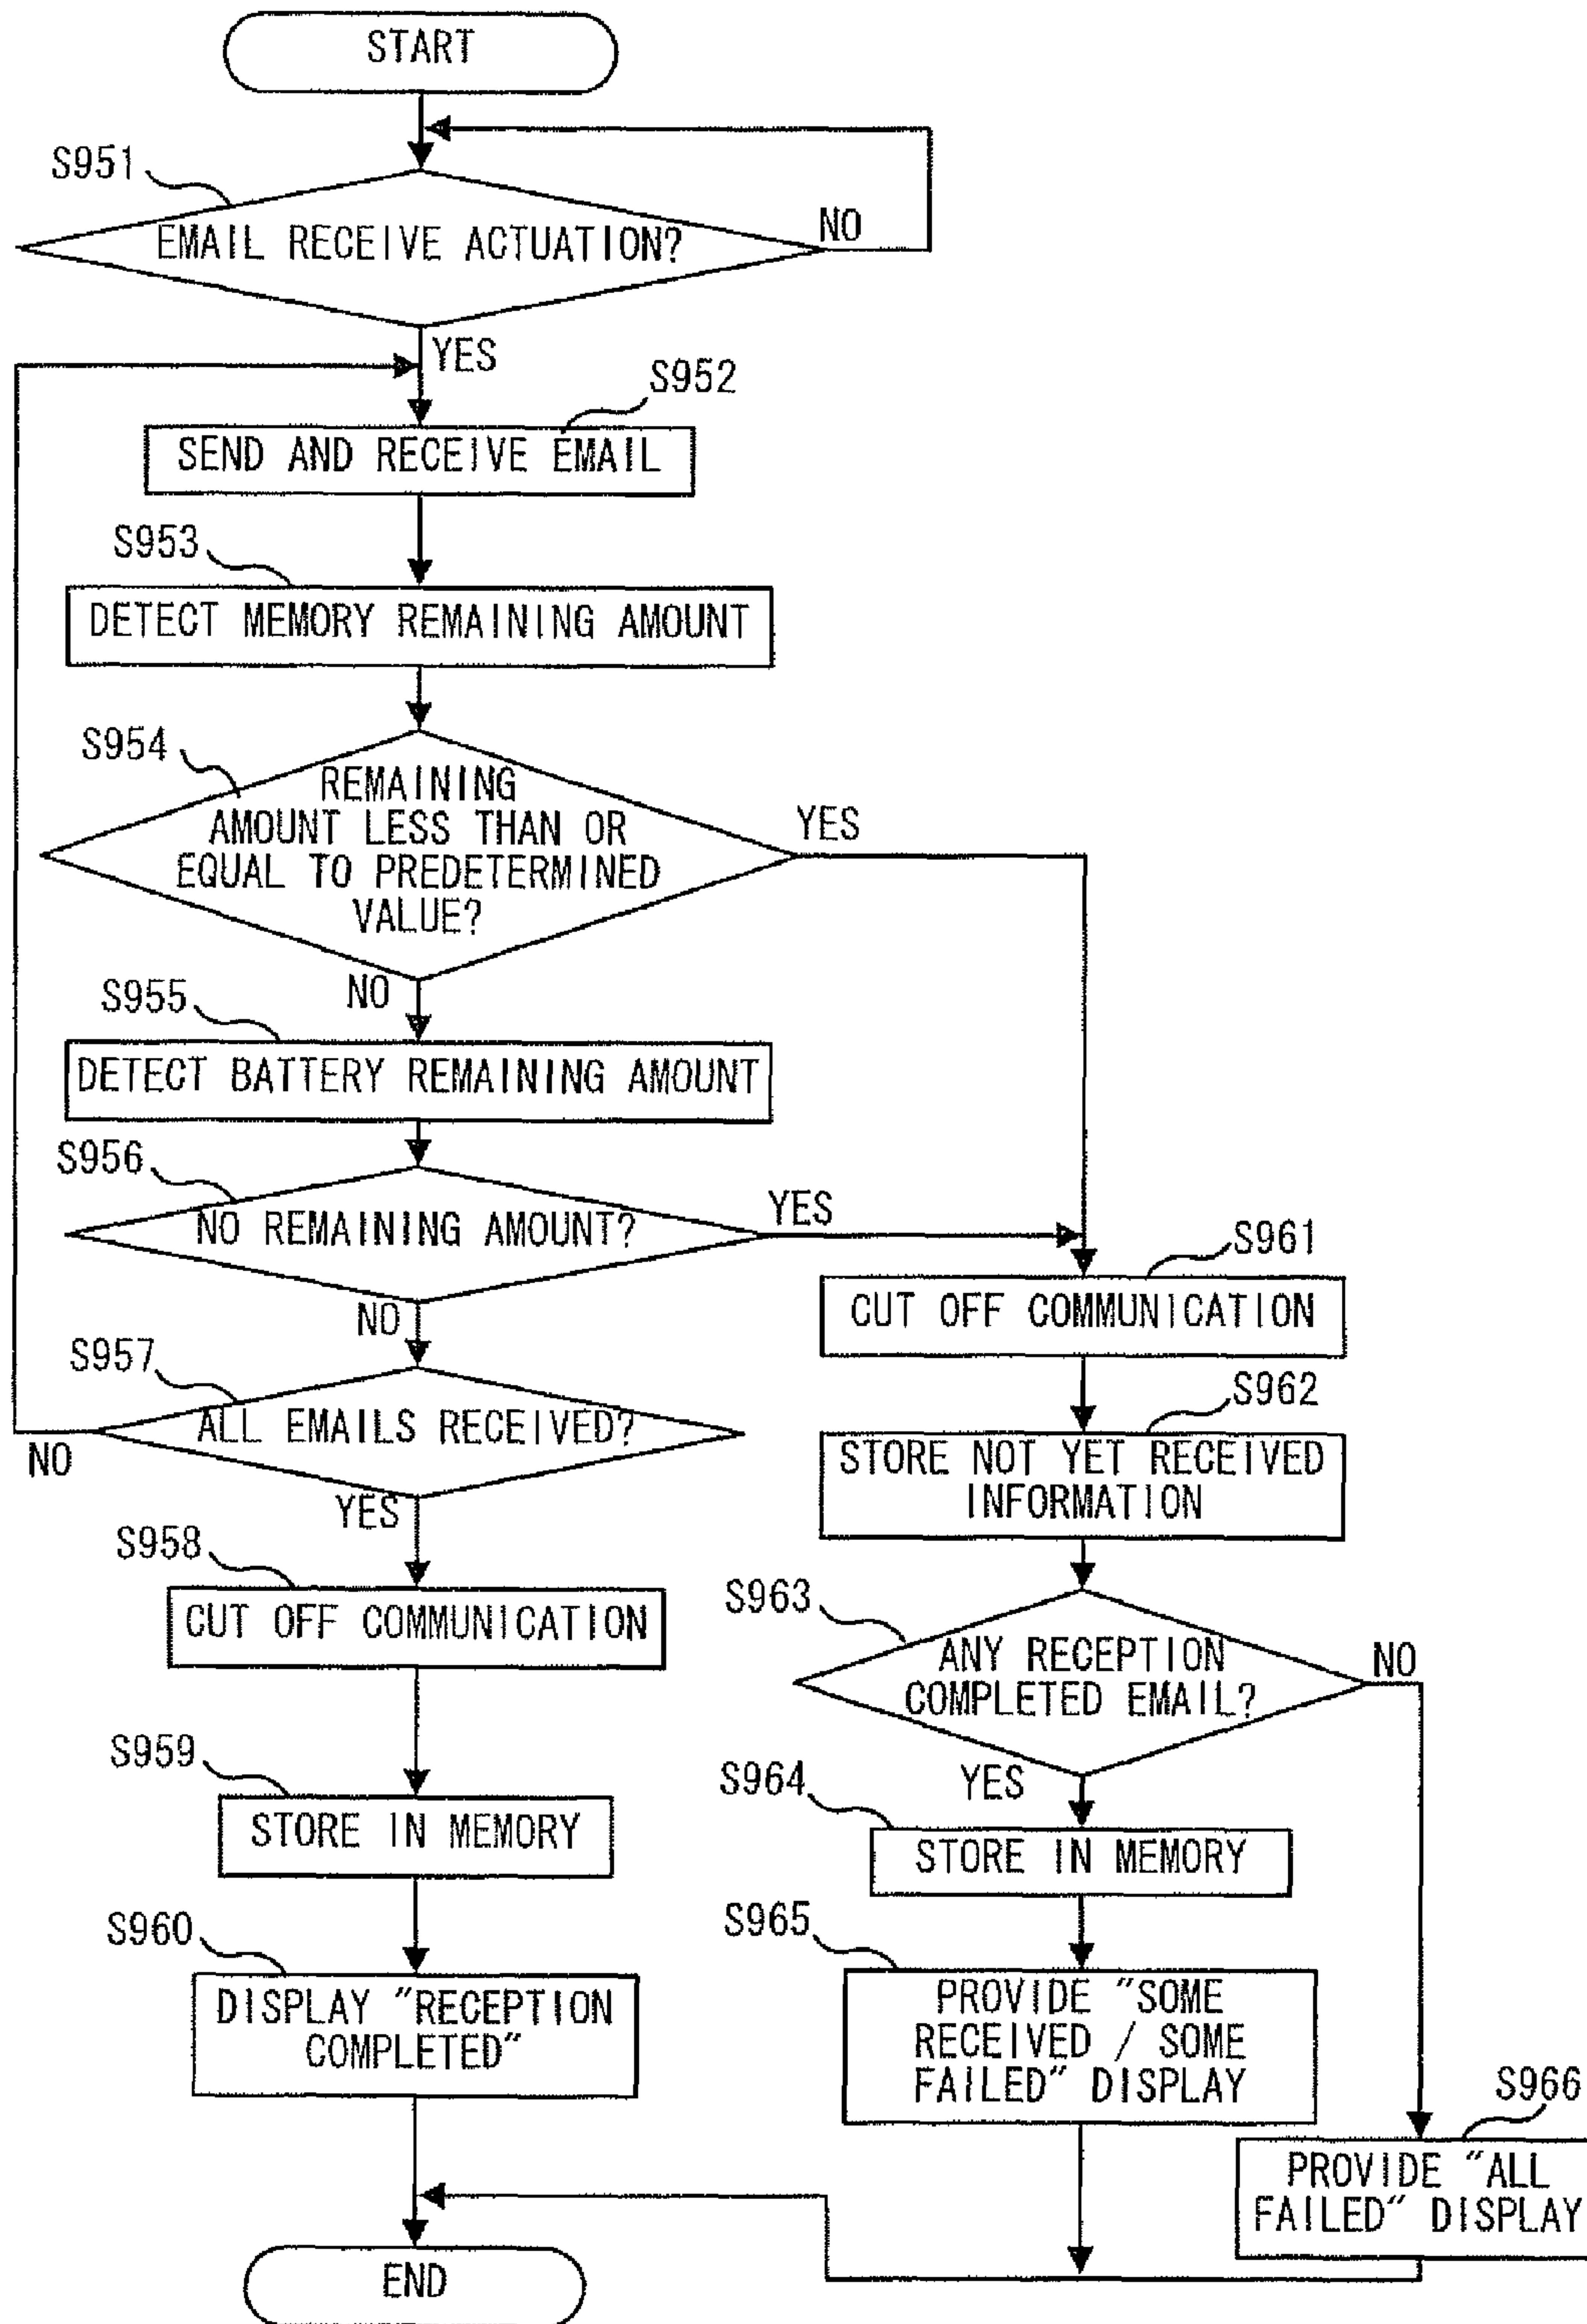 START
S951
EMAIL RECEIVE ACTUATION?
NO
YES
S952
SEND AND RECEIVE EMAIL
S953
DETECT MEMORY REMAINING AMOUNT
S954
REMAINING
AMOUNT LESS THAN OR
EQUAL TO PREDETERMINED
VALUE?
YES
NO
S955
DETECT BATTERY REMAINING AMOUNT
S956
NO REMAINING AMOUNT?
YES
NO
S957
ALL EMAILS RECEIVED?
NO
YES
S958
CUT OFF COMMUNICATION
S959
STORE IN MEMORY
S960
DISPLAY "RECEPTION
COMPLETED"
S961
CUT OFF COMMUNICATION
S962
STORE NOT YET RECEIVED
INFORMATION
S963
ANY RECEPTION
COMPLETED EMAIL?
NO
YES
S964
STORE IN MEMORY
S965
PROVIDE "SOME
RECEIVED / SOME
FAILED" DISPLAY
S966
PROVIDE "ALL
FAILED" DISPLAY
END